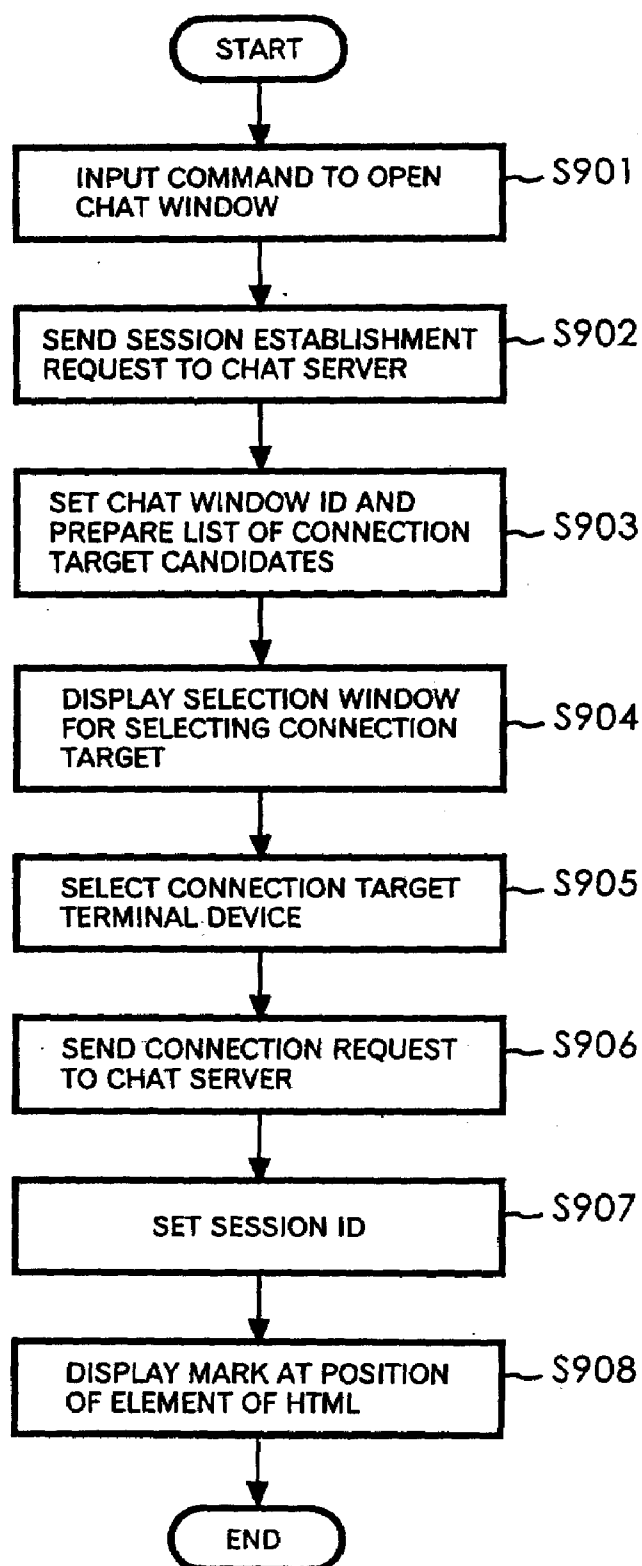 START
INPUT COMMAND TO OPEN
CHAT WINDOW
S901
SEND SESSION ESTABLISHMENT
REQUEST TO CHAT SERVER
S902
SET CHAT WINDOW ID AND
PREPARE LIST OF CONNECTION
TARGET CANDIDATES
S903
DISPLAY SELECTION WINDOW
FOR SELECTING CONNECTION
TARGET
S904
SELECT CONNECTION TARGET
TERMINAL DEVICE
S905
SEND CONNECTION REQUEST
TO CHAT SERVER
S906
SET SESSION ID
S907
DISPLAY MARK AT POSITION
OF ELEMENT OF HTML
S908
END